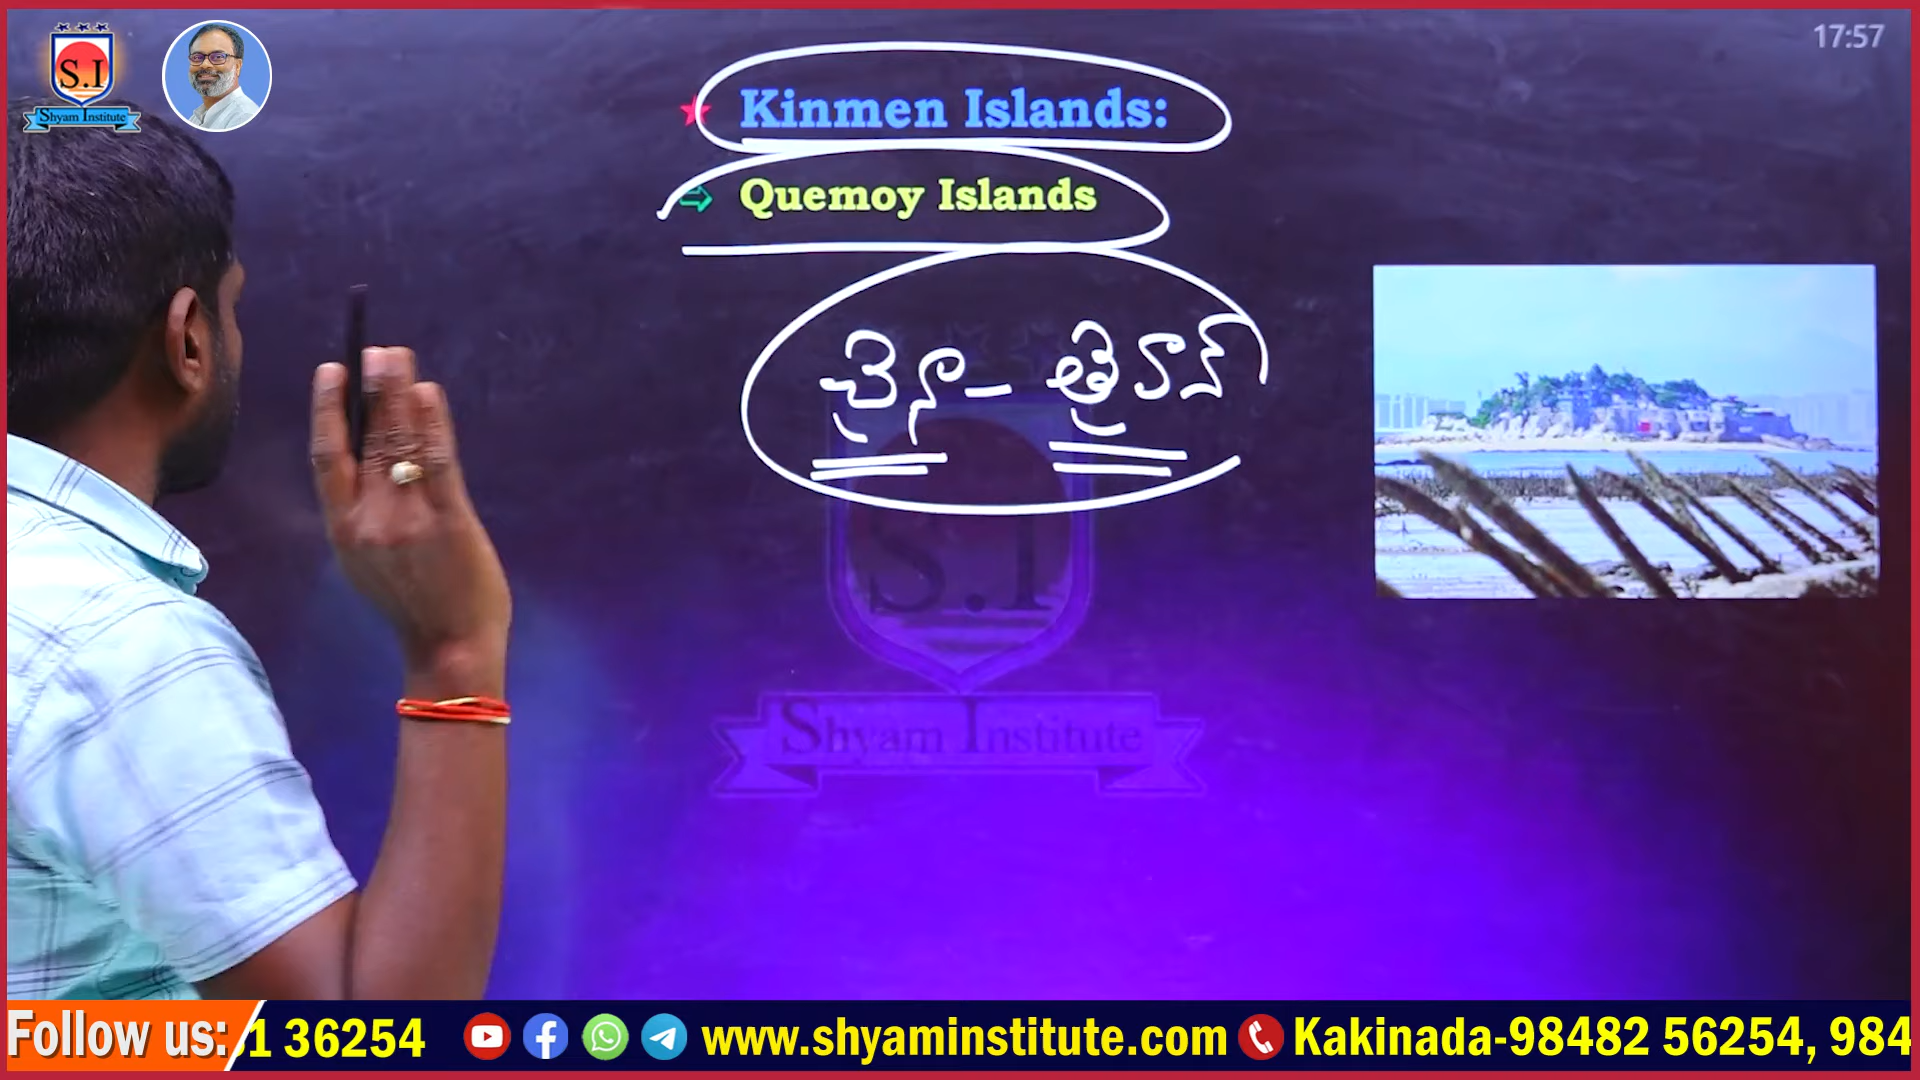 S.I
Shyam Institute
17:57
Kinmen Islands:
Quemoy Islands
చైనా - తైవాన్
S.I
Shyam Institute
Follow us:
1 36254
www.shyaminstitute.com
Kakinada-98482 56254, 984